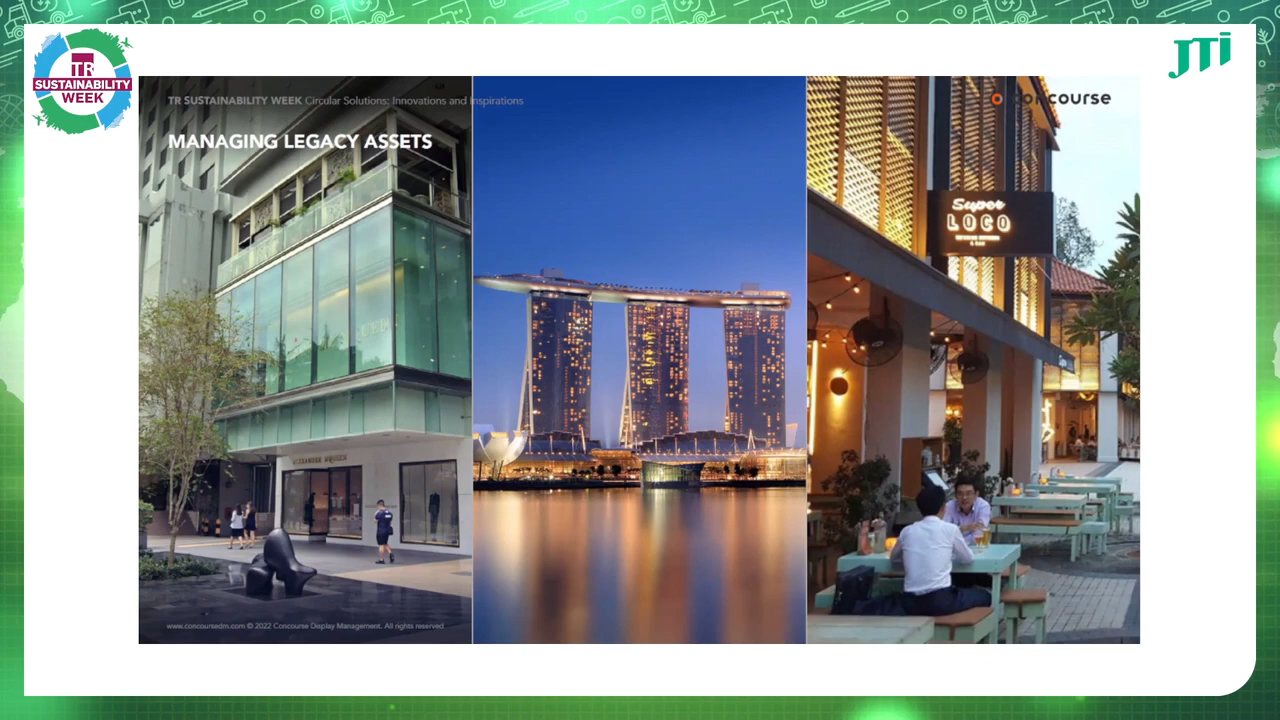 TR
SUSTAINABILITY
WEEK
JTi
TR SUSTAINABILITY WEEK Circular Solutions: Innovations and Inspirations
concourse
MANAGING LEGACY ASSETS
Super
LOCO
www.concoursedm.com © 2022 Concourse Display Management. All rights reserved